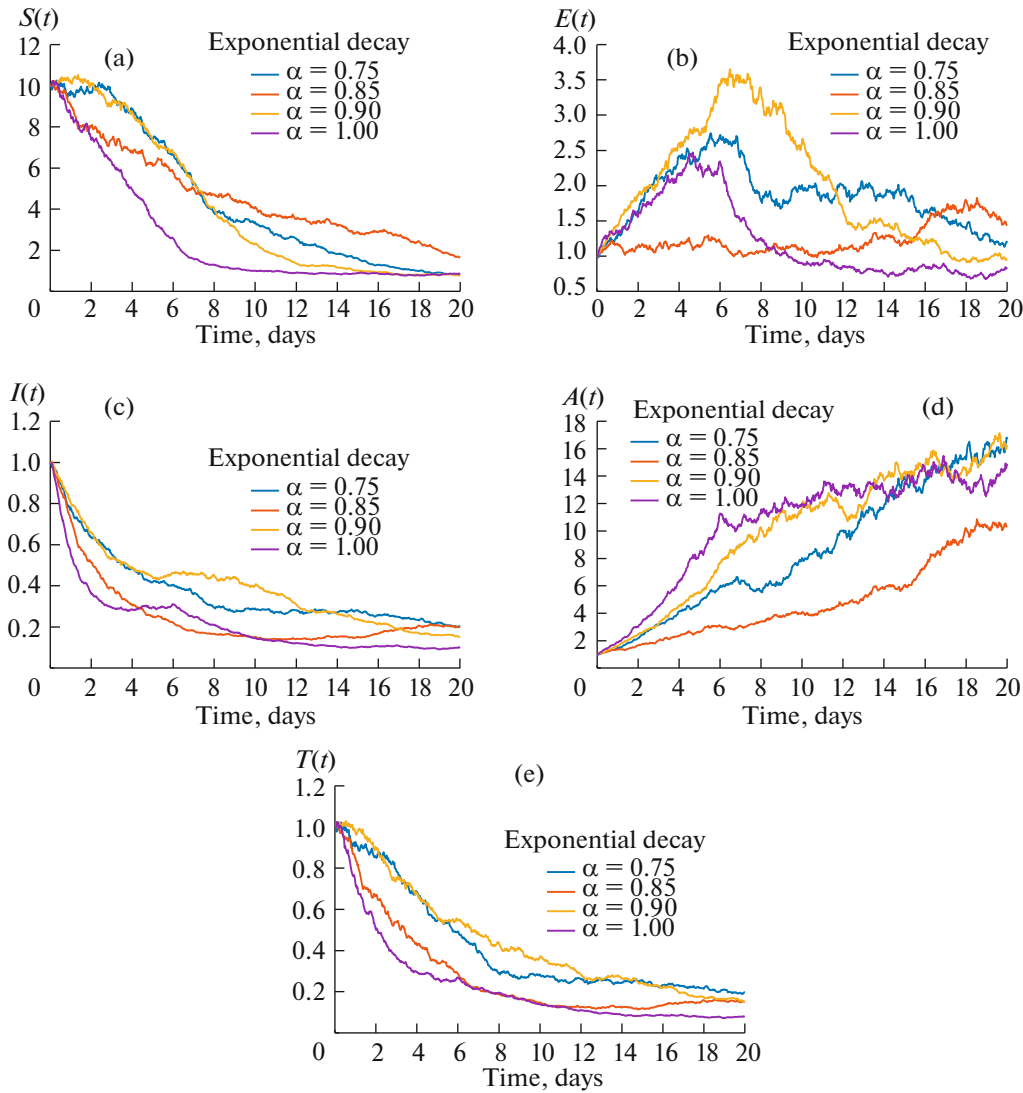 S(t)
(a)
Exponential decay
α = 0.75
α = 0.85
α = 0.90
α = 1.00
12
10
8
6
4
2
0 2 4 6 8 10 12 14 16 18 20
Time, days
E(t)
(b)
Exponential decay
α = 0.75
α = 0.85
α = 0.90
α = 1.00
4.0
3.5
3.0
2.5
2.0
1.5
1.0
0.5
0 2 4 6 8 10 12 14 16 18 20
Time, days
I(t)
(c)
Exponential decay
α = 0.75
α = 0.85
α = 0.90
α = 1.00
1.2
1.0
0.8
0.6
0.4
0.2
0 2 4 6 8 10 12 14 16 18 20
Time, days
A(t)
(d)
Exponential decay
α = 0.75
α = 0.85
α = 0.90
α = 1.00
18
16
14
12
10
8
6
4
2
0 2 4 6 8 10 12 14 16 18 20
Time, days
T(t)
(e)
Exponential decay
α = 0.75
α = 0.85
α = 0.90
α = 1.00
1.2
1.0
0.8
0.6
0.4
0.2
0 2 4 6 8 10 12 14 16 18 20
Time, days